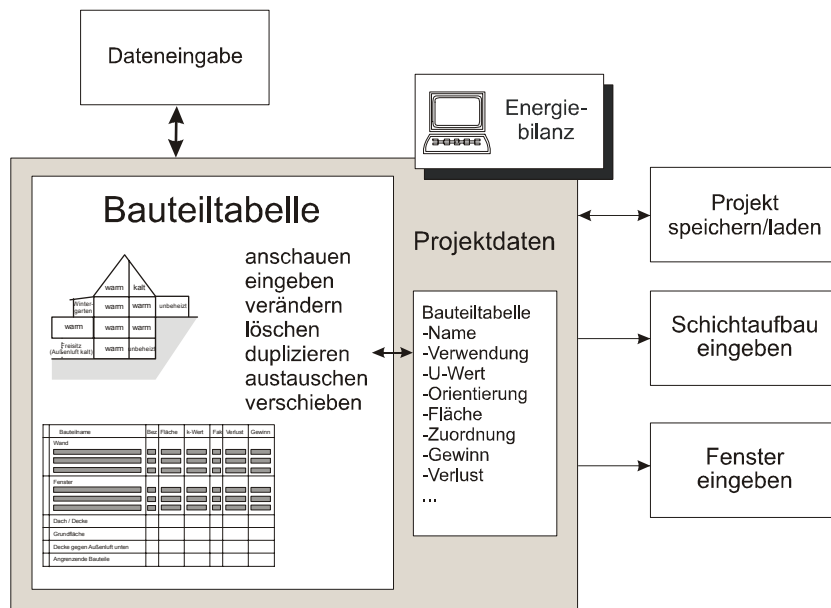 Dateneingabe
Energie-
bilanz
Bauteiltabelle
anschauen
eingeben
verändern
löschen
duplizieren
austauschen
verschieben
warm kalt
Winter-
garten warm warm unbeheizt
warm warm warm
Freisitz
(Außenluft kalt) warm unbeheizt
Bauteilname Bez Fläche k-Wert Fak Verlust Gewinn
Wand
Fenster
Dach / Decke
Grundfläche
Decke gegen Außenluft unten
Angrenzende Bauteile
Projektdaten
Bauteiltabelle
-Name
-Verwendung
-U-Wert
-Orientierung
-Fläche
-Zuordnung
-Gewinn
-Verlust
...
Projekt
speichern/laden
Schichtaufbau
eingeben
Fenster
eingeben